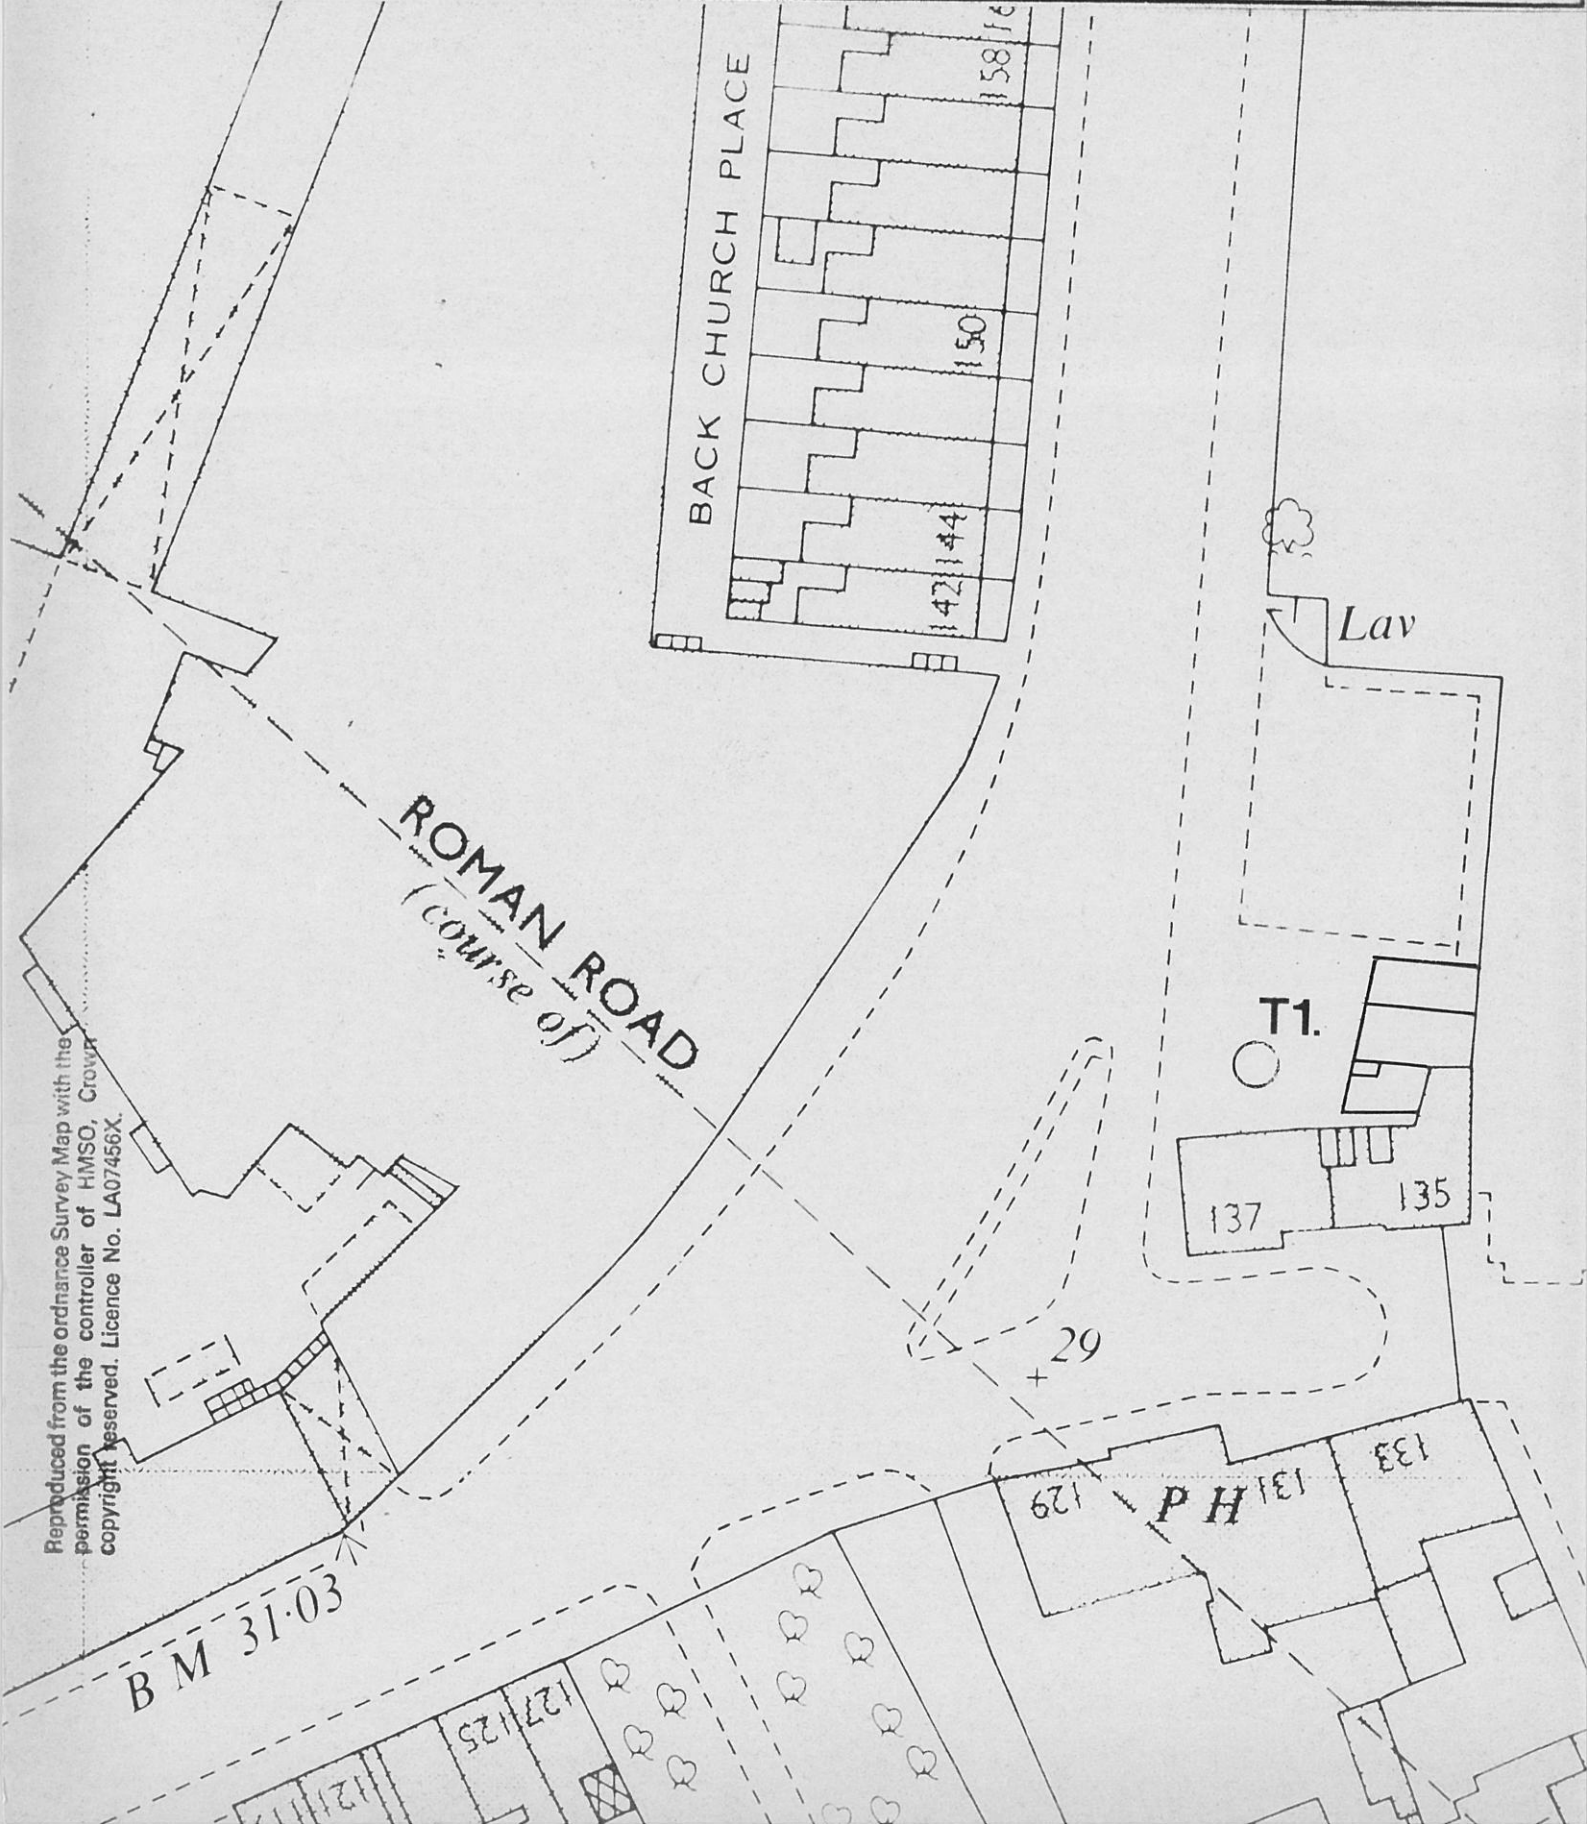 BACK CHURCH PLACE
158
150
144
142
Lav
ROMAN ROAD
(course of)
T1.
137
135
29
129
P H
131
133
B M 31·03
127
125
121
Reproduced from the ordnance Survey Map with the
permission of the controller of HMSO, Crown
copyright reserved. Licence No. LA07456X.